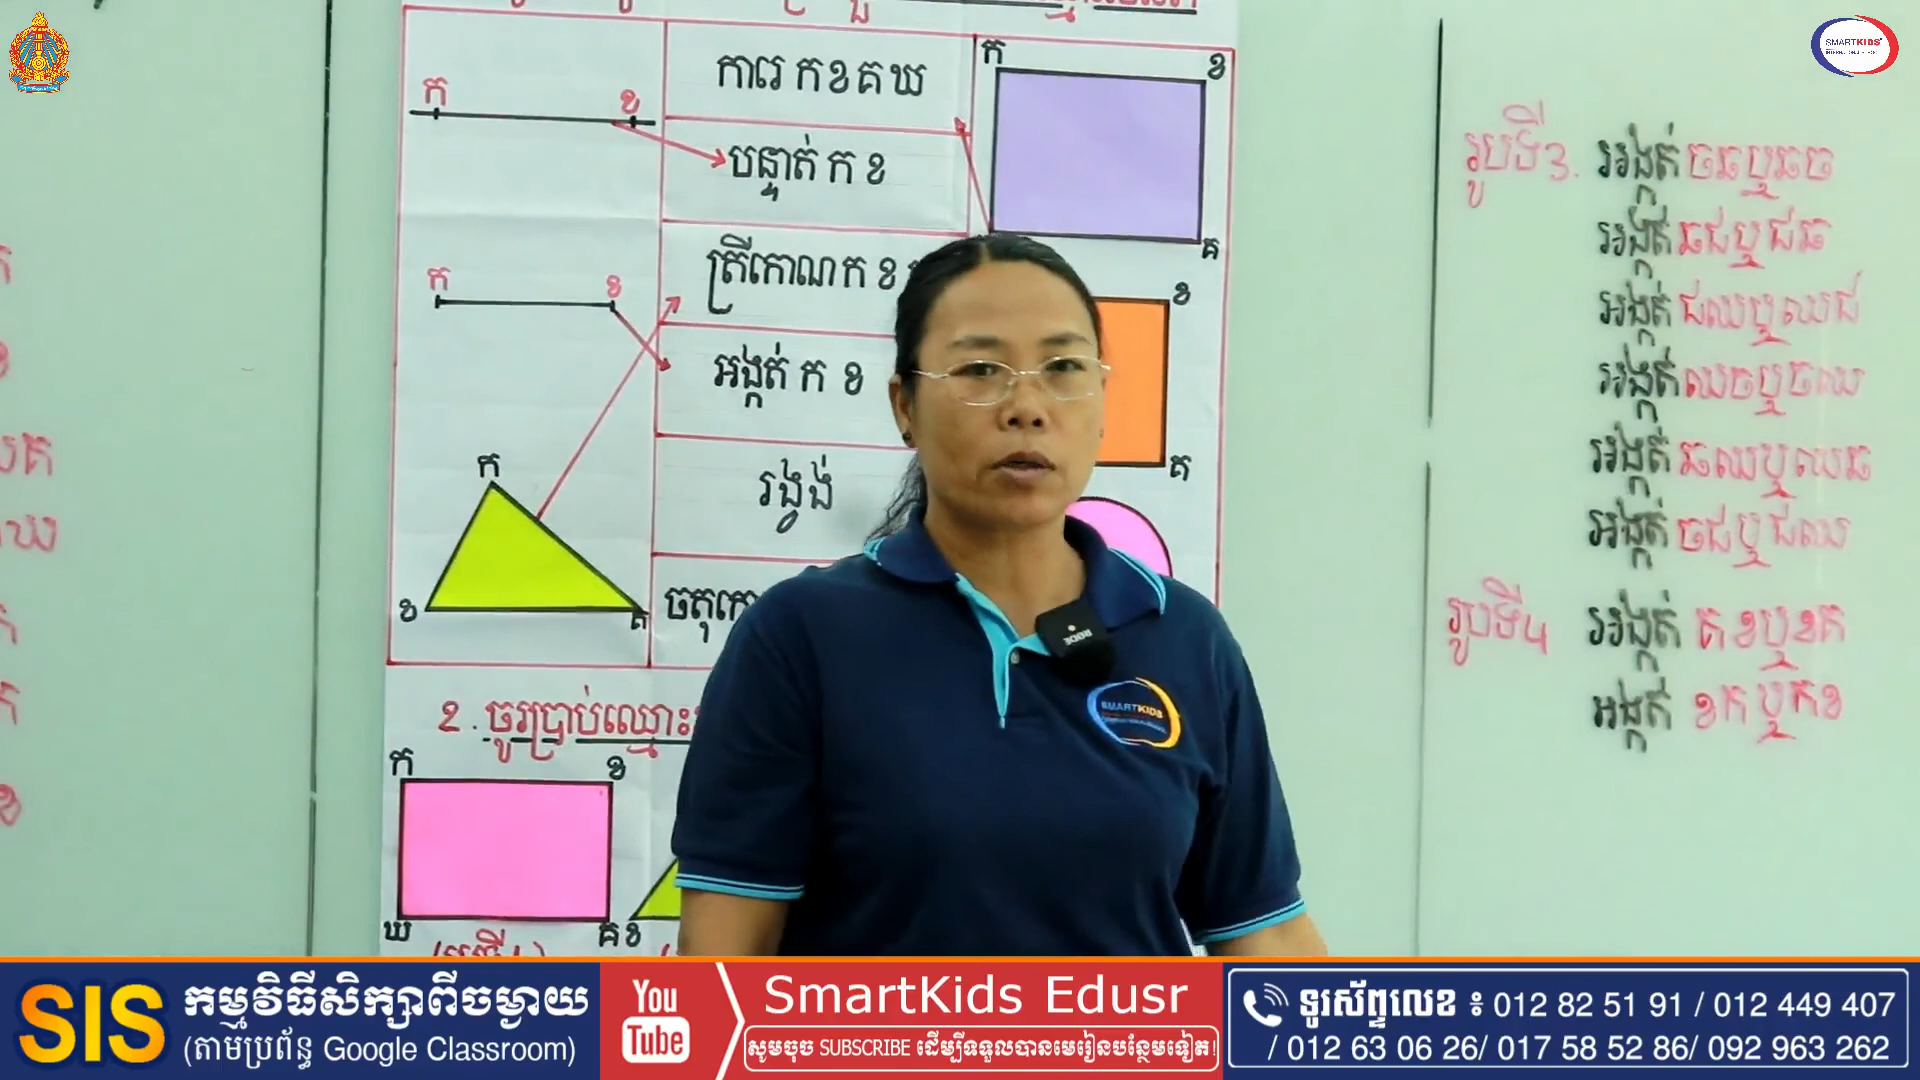 SMARTKIDS
ក
ខ
ការេ ក ខ គ ឃ
ក
ខ
គ
បន្ទាត់ ក ខ
ក
ខ
ត្រីកោណ ក ខ
អង្កត់ ក ខ
ខ
គ
រង្វង់
ក
ខ
គ
ចតុកោ
2. ចូរប្រាប់ឈ្មោះ
ក
ខ
ឃ
គ
ខ
រូបទី3. អង្កត់ ចឆ ឬ ឆច
អង្កត់ ឆជ ឬ ជឆ
អង្កត់ ជឈ ឬ ឈជ
អង្កត់ ឈច ឬ ចឈ
អង្កត់ ឆឈ ឬ ឈឆ
អង្កត់ ចជ ឬ ជឈ
រូបទី4 អង្កត់ គខ ឬ ខគ
អង្កត់ ខក ឬ កខ
RODE
SMARTKIDS
SIS កម្មវិធីសិក្សាពីចម្ងាយ
(តាមប្រព័ន្ធ Google Classroom)
You Tube
SmartKids Edusr
សូមចុច SUBSCRIBE ដើម្បីទទួលបានមេរៀនបន្ថែមទៀត!
ទូរស័ព្ទលេខ ៖ 012 82 51 91 / 012 449 407
/ 012 63 06 26/ 017 58 52 86/ 092 963 262